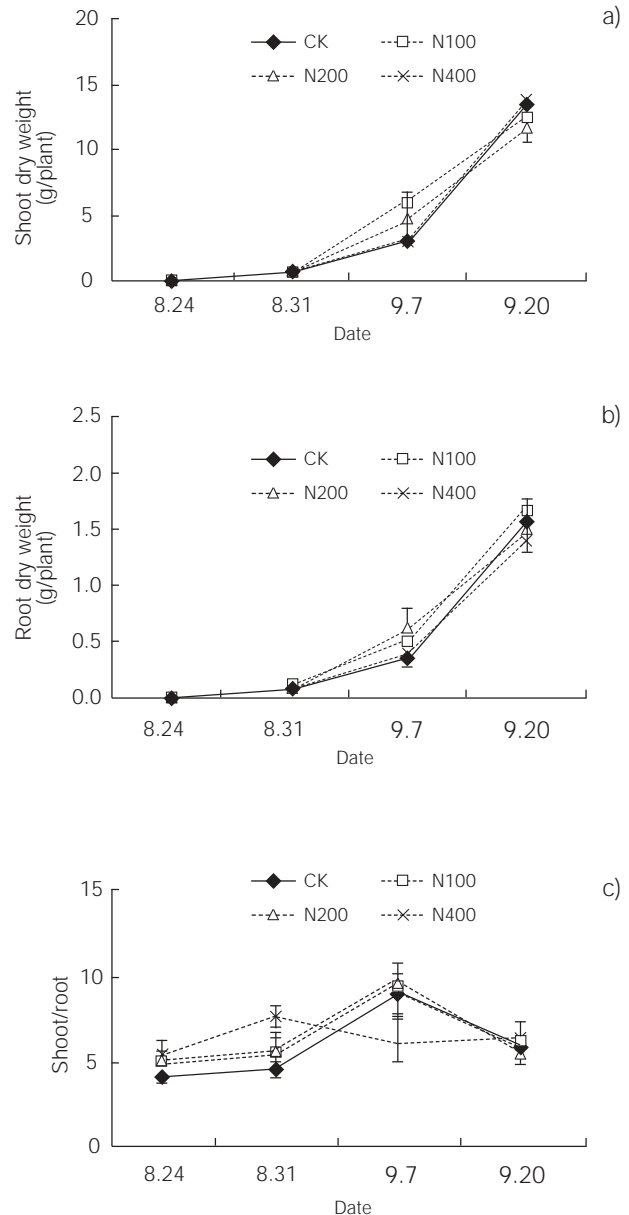 a)
20
15
10
5
0
Shoot dry weight
(g/plant)
CK N100
N200 N400
8.24 8.31 9.7 9.20
Date
b)
2.5
2.0
1.5
1.0
0.5
0.0
Root dry weight
(g/plant)
CK N100
N200 N400
8.24 8.31 9.7 9.20
Date
c)
15
10
5
0
Shoot/root
CK N100
N200 N400
8.24 8.31 9.7 9.20
Date